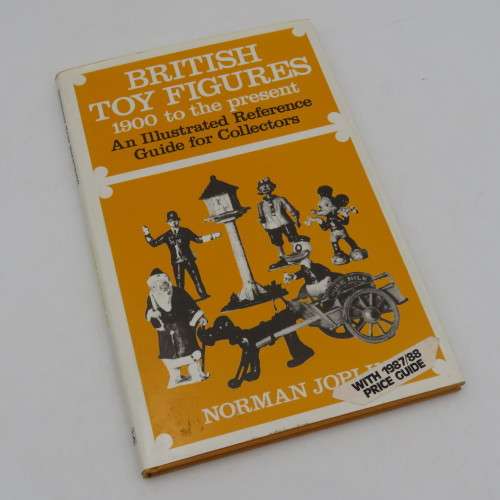 BRITISH
TOY FIGURES
1900 to the present
An Illustrated Reference
Guide for Collectors
MILK
NORMAN
WITH 1987/88
PRICE GUIDE